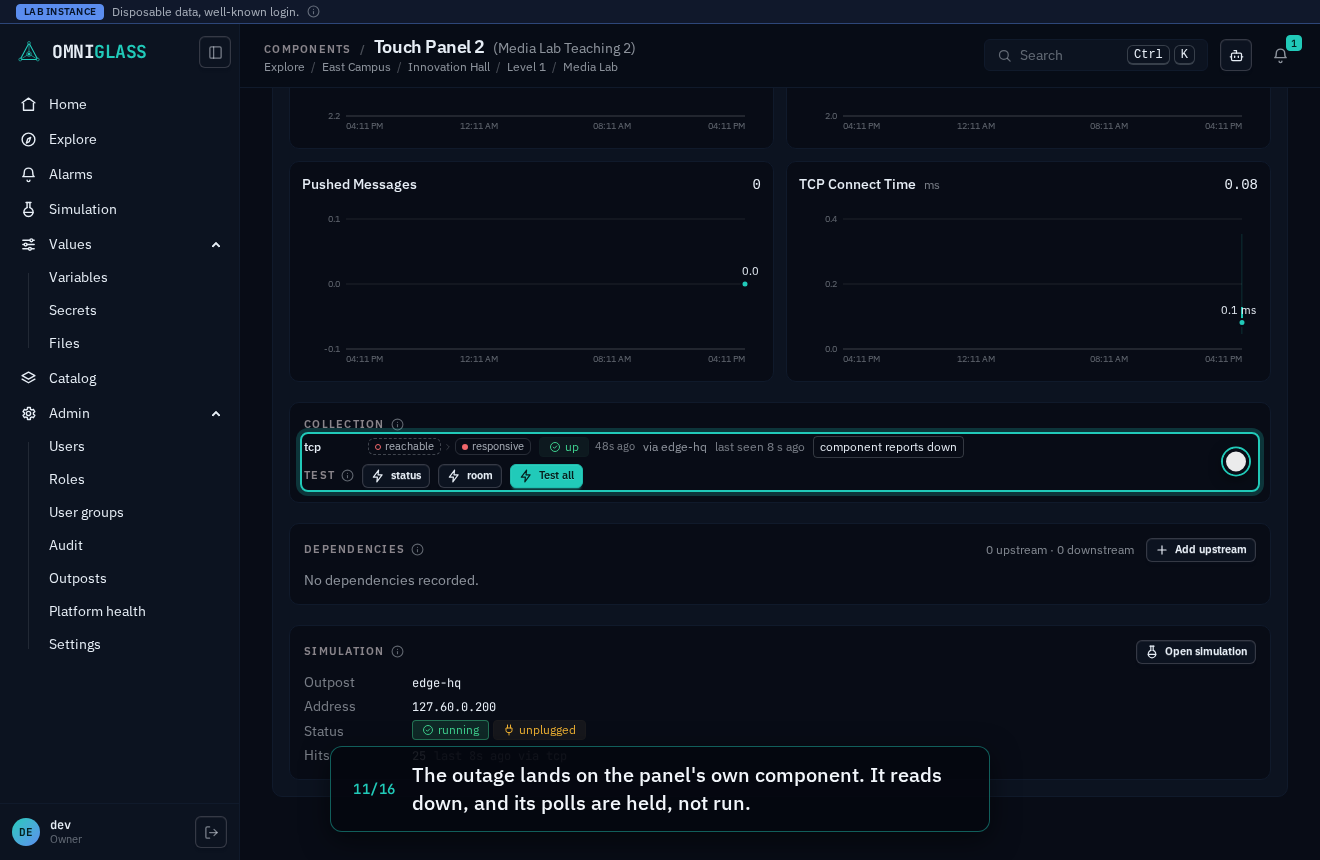 LAB INSTANCE Disposable data, well-known login.
OMNIGLASS
COMPONENTS / Touch Panel 2 (Media Lab Teaching 2)
Explore / East Campus / Innovation Hall / Level 1 / Media Lab
Search Ctrl K
1
Home
Explore
Alarms
Simulation
Values
Variables
Secrets
Files
Catalog
Admin
Users
Roles
User groups
Audit
Outposts
Platform health
Settings
DE dev
Owner
2.2
04:11 PM 12:11 AM 08:11 AM 04:11 PM
2.0
04:11 PM 12:11 AM 08:11 AM 04:11 PM
Pushed Messages 0
0.1
0.0
0.0
-0.1
04:11 PM 12:11 AM 08:11 AM 04:11 PM
TCP Connect Time ms 0.08
0.4
0.2
0.1 ms
0.0
04:11 PM 12:11 AM 08:11 AM 04:11 PM
COLLECTION
tcp reachable › responsive up 48s ago via edge-hq last seen 8 s ago component reports down
TEST status room Test all
DEPENDENCIES 0 upstream · 0 downstream Add upstream
No dependencies recorded.
SIMULATION Open simulation
Outpost edge-hq
Address 127.60.0.200
Status running unplugged
Hits 25 last 8s ago via tcp
11/16 The outage lands on the panel's own component. It reads
down, and its polls are held, not run.